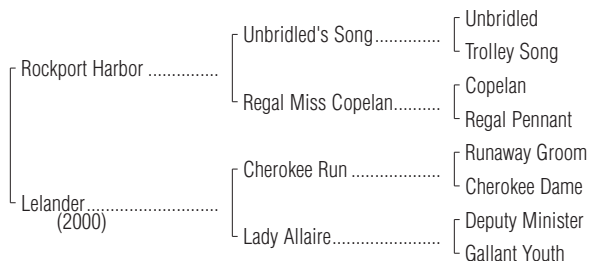 Unbridled
Unbridled's Song..............
Trolley Song
Rockport Harbor ...............
Copelan
Regal Miss Copelan..........
Regal Pennant
Runaway Groom
Cherokee Run ...................
Cherokee Dame
Lelander............................
(2000)
Deputy Minister
Lady Allaire.......................
Gallant Youth